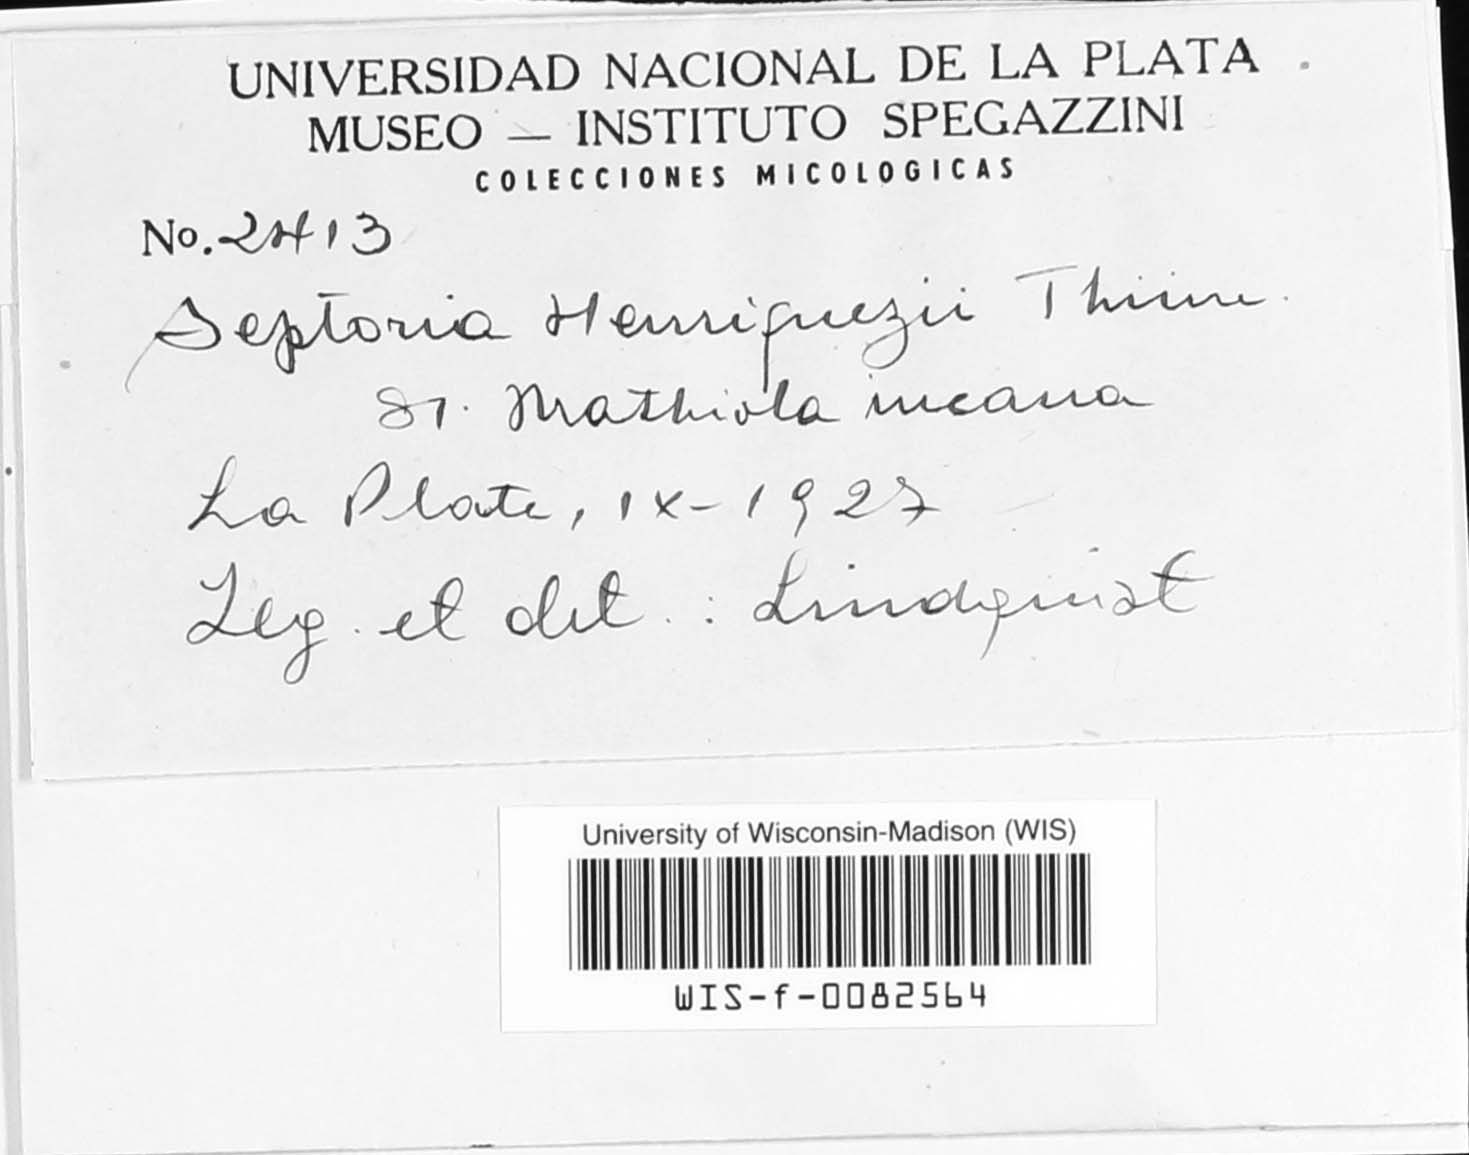 UNIVERSIDAD NACIONAL DE LA PLATA
MUSEO — INSTITUTO SPEGAZZINI
COLECCIONES MICOLOGICAS
No. 2413
Septoria Henriquezii Thüm.
St. Mathiola incana
La Plata, IX-1927
Leg. et det.: Lindquist
University of Wisconsin-Madison (WIS)
WIS-f-0082564